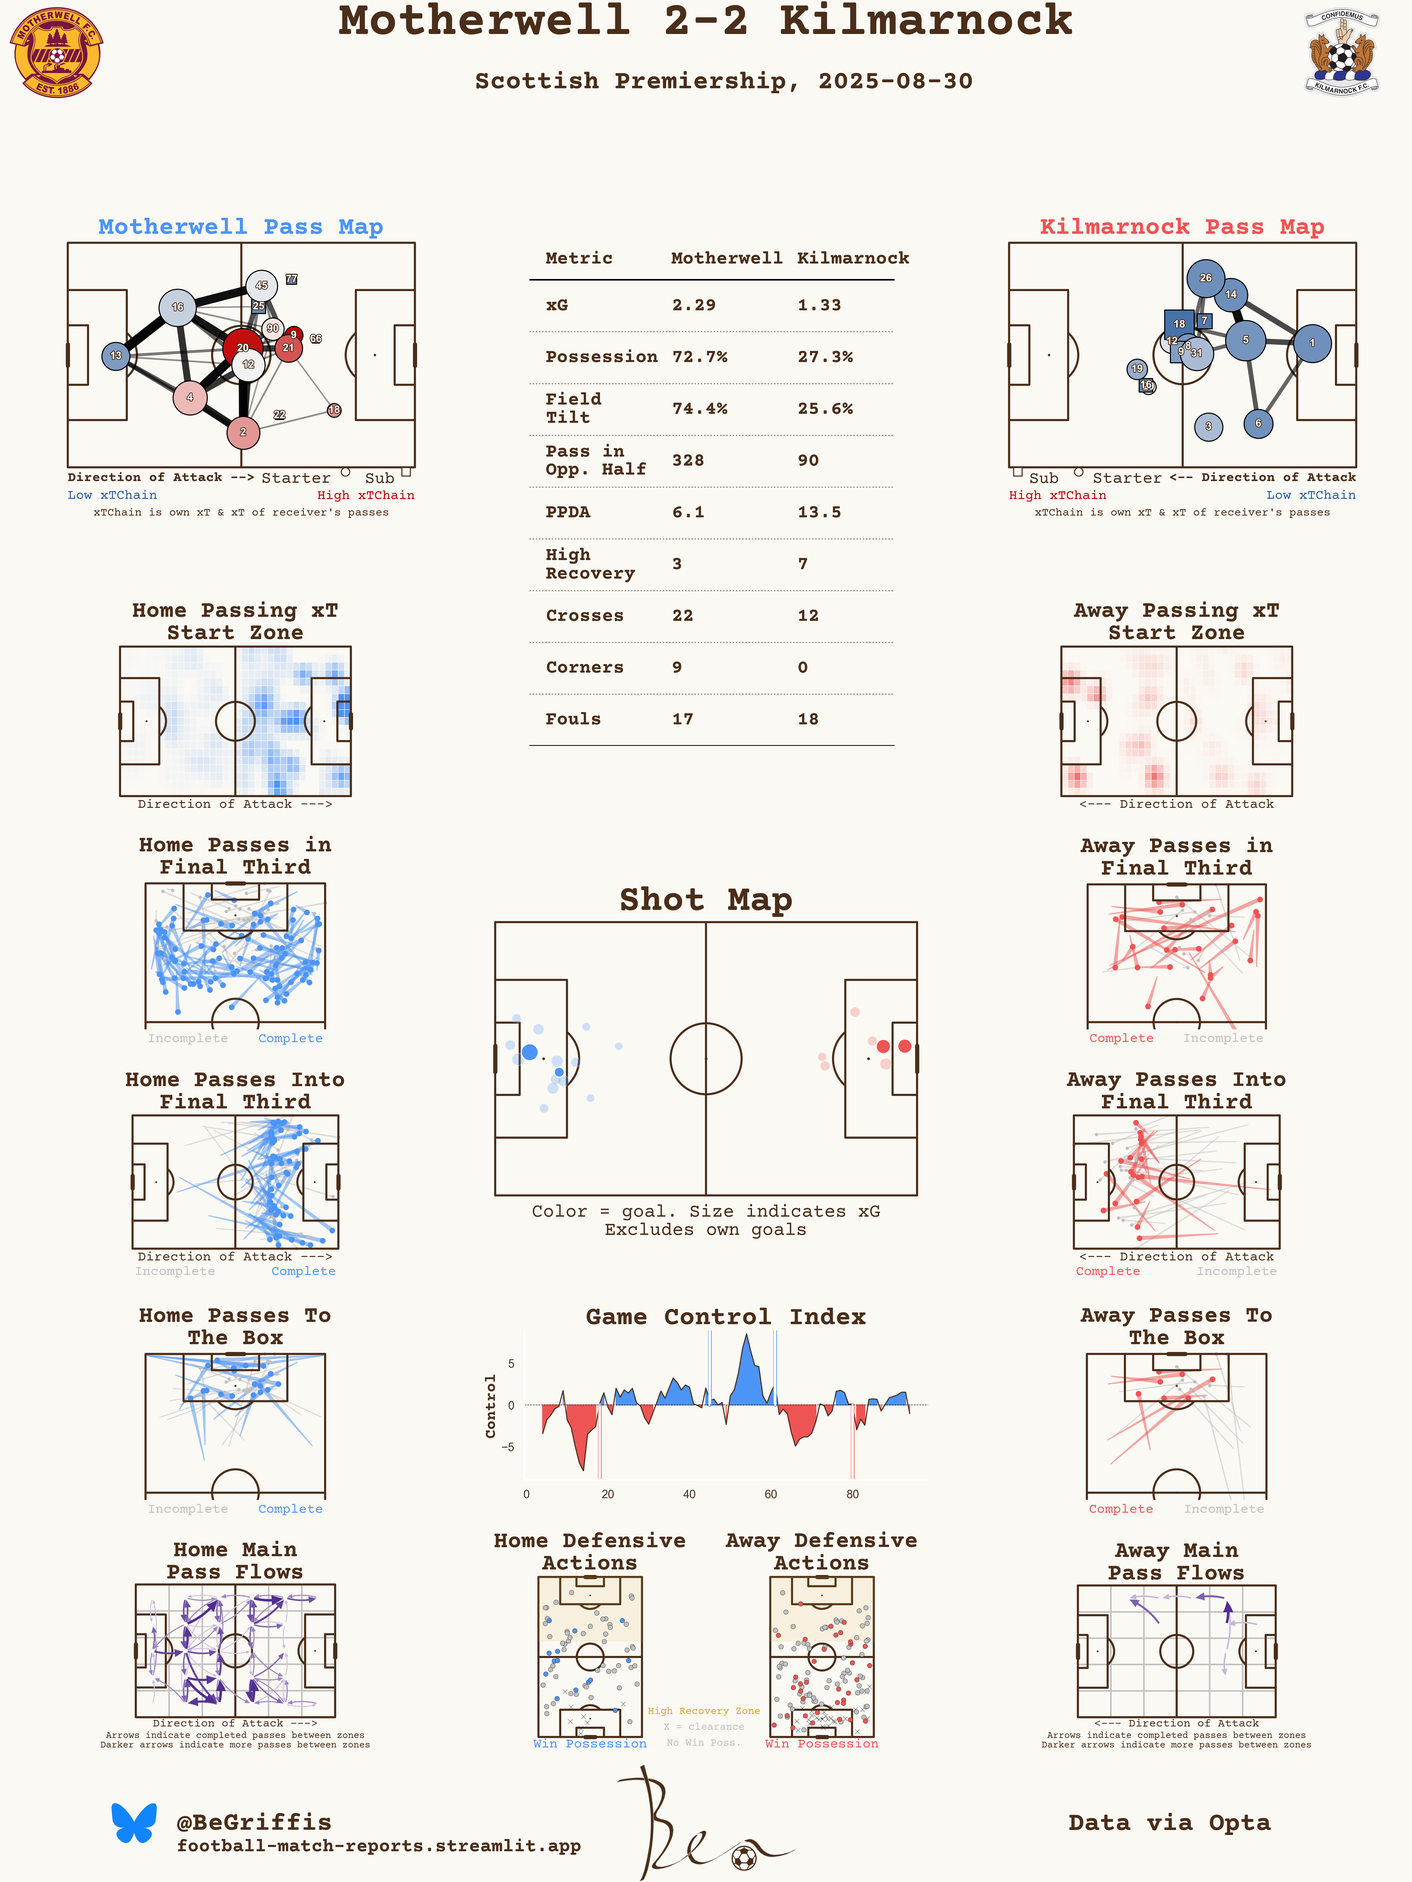 Motherwell 2-2 Kilmarnock
Scottish Premiership, 2025-08-30
MOTHERWELL F.C.
EST. 1886
CONFIDEMUS
KILMARNOCK F.C.
Motherwell Pass Map
77
45
25
16
90
9
66
20
21
13
12
4
22
18
2
Direction of Attack --> Starter Sub
Low xTChain High xTChain
xTChain is own xT & xT of receiver's passes
Metric Motherwell Kilmarnock
xG 2.29 1.33
Possession 72.7% 27.3%
Field
Tilt 74.4% 25.6%
Pass in
Opp. Half 328 90
PPDA 6.1 13.5
High
Recovery 3 7
Crosses 22 12
Corners 9 0
Fouls 17 18
Kilmarnock Pass Map
26
14
18
7
12
8
5
1
9
31
19
16
3
6
Sub Starter <-- Direction of Attack
High xTChain Low xTChain
xTChain is own xT & xT of receiver's passes
Home Passing xT
Start Zone
Direction of Attack --->
Away Passing xT
Start Zone
<--- Direction of Attack
Home Passes in
Final Third
Incomplete Complete
Away Passes in
Final Third
Complete Incomplete
Shot Map
Color = goal. Size indicates xG
Excludes own goals
Home Passes Into
Final Third
Direction of Attack --->
Incomplete Complete
Away Passes Into
Final Third
<--- Direction of Attack
Complete Incomplete
Home Passes To
The Box
Incomplete Complete
Game Control Index
Control
5
0
−5
0 20 40 60 80
Away Passes To
The Box
Complete Incomplete
Home Main
Pass Flows
Direction of Attack --->
Arrows indicate completed passes between zones
Darker arrows indicate more passes between zones
Home Defensive
Actions
Win Possession
High Recovery Zone
X = clearance
No Win Poss.
Away Defensive
Actions
Win Possession
Away Main
Pass Flows
<--- Direction of Attack
Arrows indicate completed passes between zones
Darker arrows indicate more passes between zones
@BeGriffis
football-match-reports.streamlit.app
Ben
Data via Opta